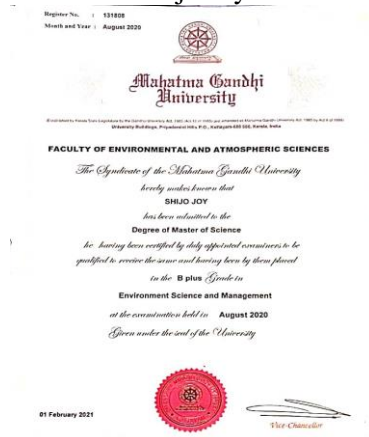 Register No. : 131808
Month and Year : August 2020
Mahatma Gandhi
University
University Buildings, Priyadarsini Hills P.O., Kottayam-686 560, Kerala, India
FACULTY OF ENVIRONMENTAL AND ATMOSPHERIC SCIENCES
The Syndicate of the Mahatma Gandhi University
hereby makes known that
SHIJO JOY
has been admitted to the
Degree of Master of Science
he having been certified by duly appointed examiners to be
qualified to receive the same and having been by them placed
in the B plus Grade in
Environment Science and Management
at the examination held in August 2020
Given under the seal of the University
01 February 2021
Vice-Chancellor